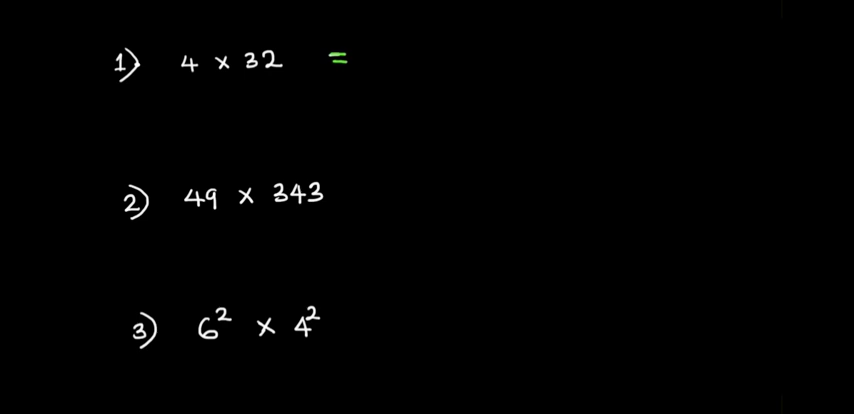 1) 4 × 32 =
2) 49 × 343
3) 6² × 4²